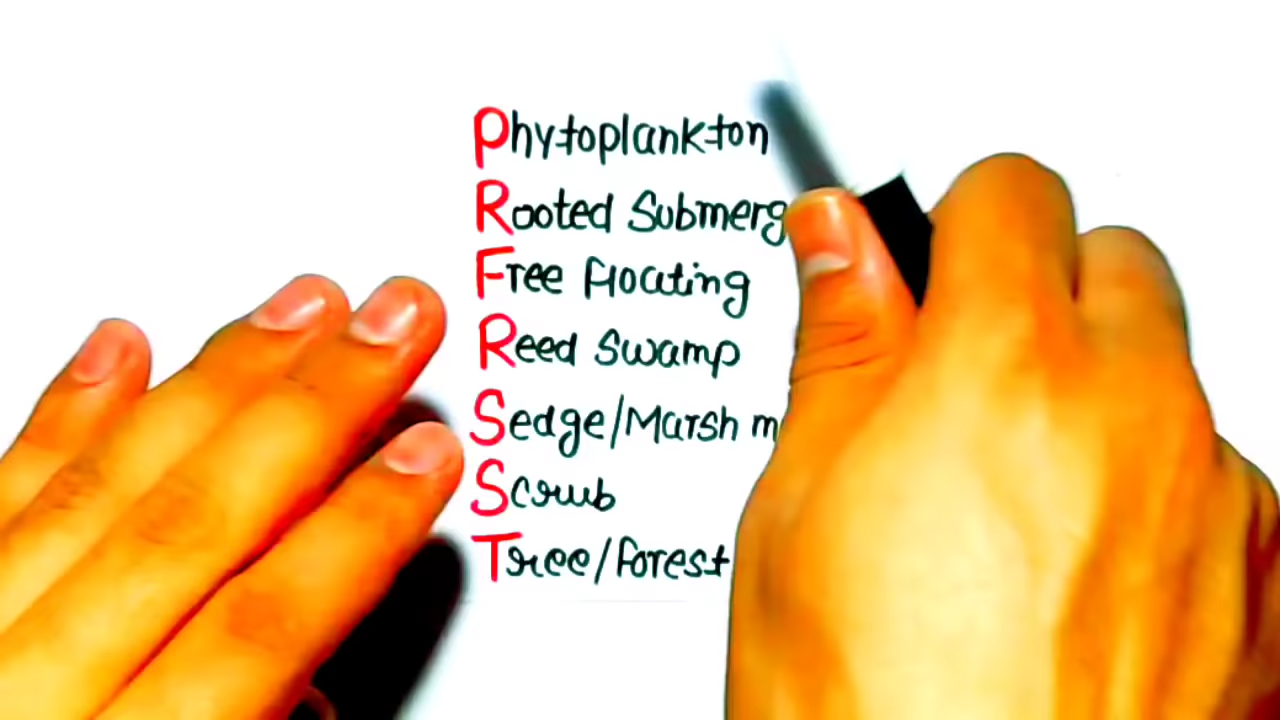 Phytoplankton
Rooted Submerg
Free floating
Reed Swamp
Sedge/Marsh m
Scrub
Tree/forest